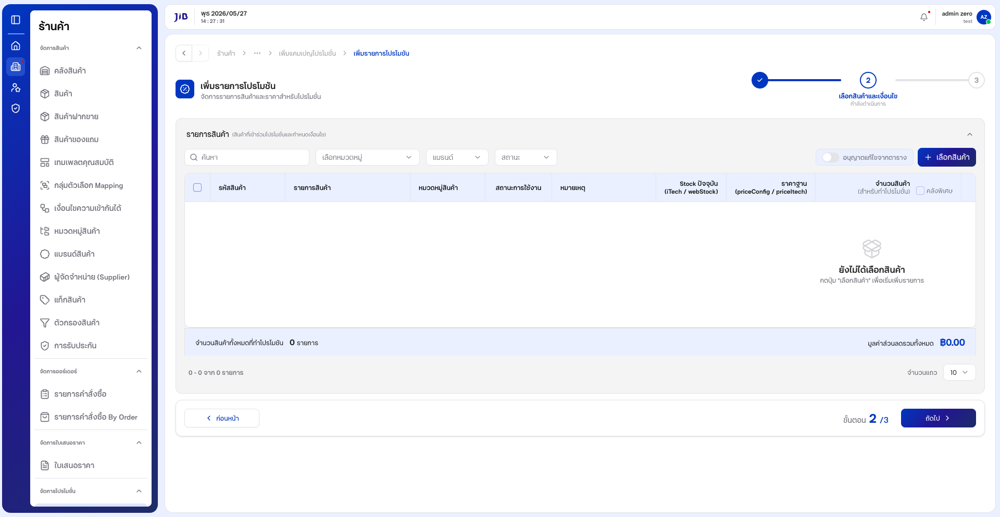 ร้านค้า
จัดการสินค้า
คลังสินค้า
สินค้า
สินค้าฝากขาย
สินค้าของแถม
เทมเพลตคุณสมบัติ
กลุ่มตัวเลือก Mapping
เงื่อนไขความเข้ากันได้
หมวดหมู่สินค้า
แบรนด์สินค้า
ผู้จัดจำหน่าย (Supplier)
แท็กสินค้า
ตัวกรองสินค้า
การรับประกัน
จัดการออร์เดอร์
รายการคำสั่งซื้อ
รายการคำสั่งซื้อ By Order
จัดการใบเสนอราคา
ใบเสนอราคา
จัดการโปรโมชั่น
JIB
พุธ 2026/05/27
14 : 27 : 31
admin zero
test
AZ
ร้านค้า
เพิ่มแคมเปญโปรโมชั่น
เพิ่มรายการโปรโมชัน
เพิ่มรายการโปรโมชัน
จัดการรายการสินค้าและราคาสำหรับโปรโมชั่น
2
3
เลือกสินค้าและเงื่อนไข
กำลังดำเนินการ
รายการสินค้า (สินค้าที่เข้าร่วมโปรโมชั่นและกำหนดเงื่อนไข)
ค้นหา
เลือกหมวดหมู่
แบรนด์
สถานะ
อนุญาตแก้ไขจากตาราง
เลือกสินค้า
รหัสสินค้า
รายการสินค้า
หมวดหมู่สินค้า
สถานะการใช้งาน
หมายเหตุ
Stock ปัจจุบัน
(iTech / webStock)
ราคาฐาน
(priceConfig / priceItech)
จำนวนสินค้า
(สำหรับทำโปรโมชั่น)
คลังพิเศษ
ยังไม่ได้เลือกสินค้า
กดปุ่ม "เลือกสินค้า" เพื่อเริ่มเพิ่มรายการ
จำนวนสินค้าทั้งหมดที่ทำโปรโมชัน 0 รายการ
มูลค่าส่วนลดรวมทั้งหมด ฿0.00
0 - 0 จาก 0 รายการ
จำนวนแถว 10
ก่อนหน้า
ขั้นตอน 2 /3
ถัดไป